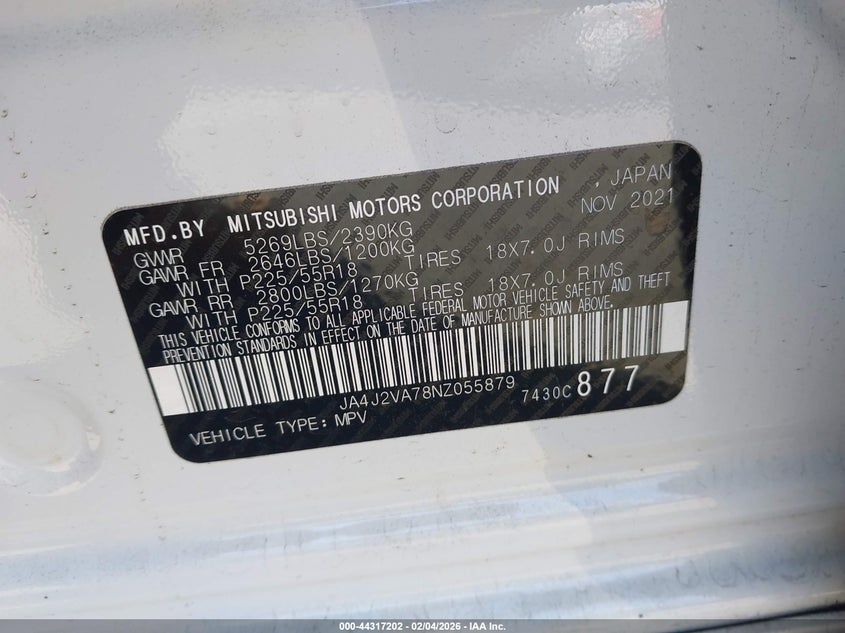 MFD.BY MITSUBISHI MOTORS CORPORATION , JAPAN
NOV 2021
GVWR 5269LBS/2390KG
GAWR FR 2646LBS/1200KG
WITH P225/55R18 TIRES 18X7.0J RIMS
GAWR RR 2800LBS/1270KG
WITH P225/55R18 TIRES 18X7.0J RIMS
THIS VEHICLE CONFORMS TO ALL APPLICABLE FEDERAL MOTOR VEHICLE SAFETY AND THEFT
PREVENTION STANDARDS IN EFFECT ON THE DATE OF MANUFACTURE SHOWN ABOVE.
JA4J2VA78NZ055879 7430C 877
VEHICLE TYPE: MPV
000-44317202 - 02/04/2026 - IAA Inc.